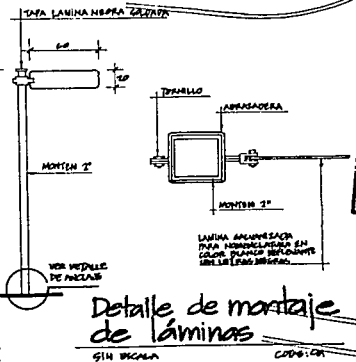 TAPA LAMINA NEGRA SOLDADA
60
20
TORNILLO
ABRAZADERA
MONTEN 2"
MONTEN 2"
VER DETALLE
DE ANCLAJE
LAMINA GALVANIZADA
PARA NOMENCLATURA EN
COLOR BLANCO REFLEJANTE
CON LETRAS NEGRAS.
Detalle de montaje
de láminas
SIN ESCALA